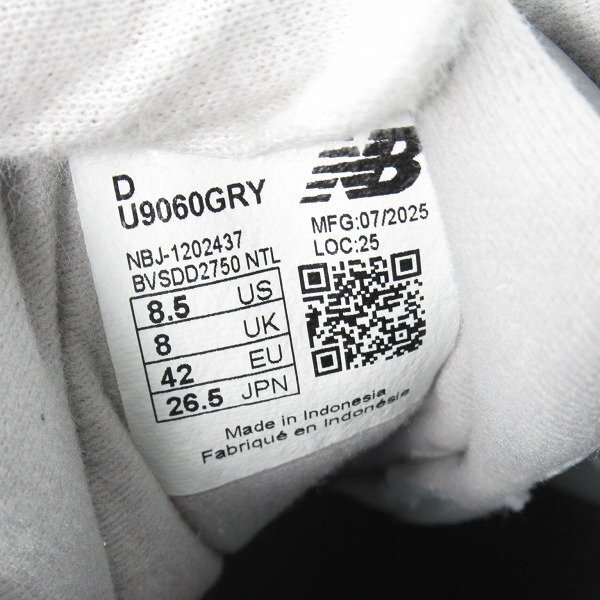 D
U9060GRY
NB
MFG:07/2025
LOC:25
NBJ-1202437
BVSDD2750 NTL
8.5 US
8 UK
42 EU
26.5 JPN
Made in Indonesia
Fabriqué en Indonésie